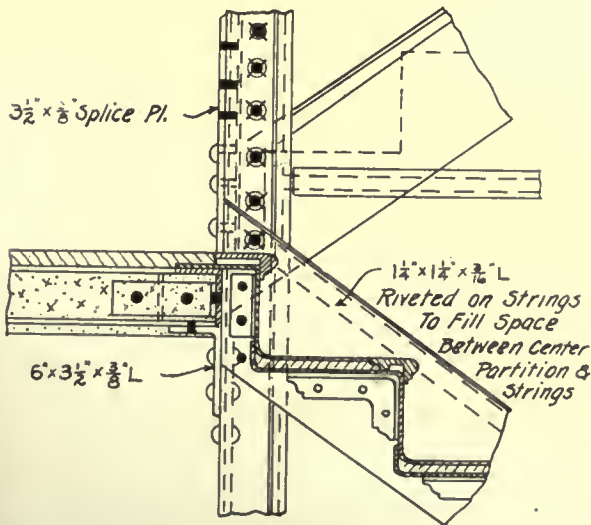 3½" x ⅜" Splice Pl.
1¼" x 1¼" x 3/16" L
Riveted on Strings
To Fill Space
Between Center
Partition &
Strings
6" x 3½" x ⅜" L